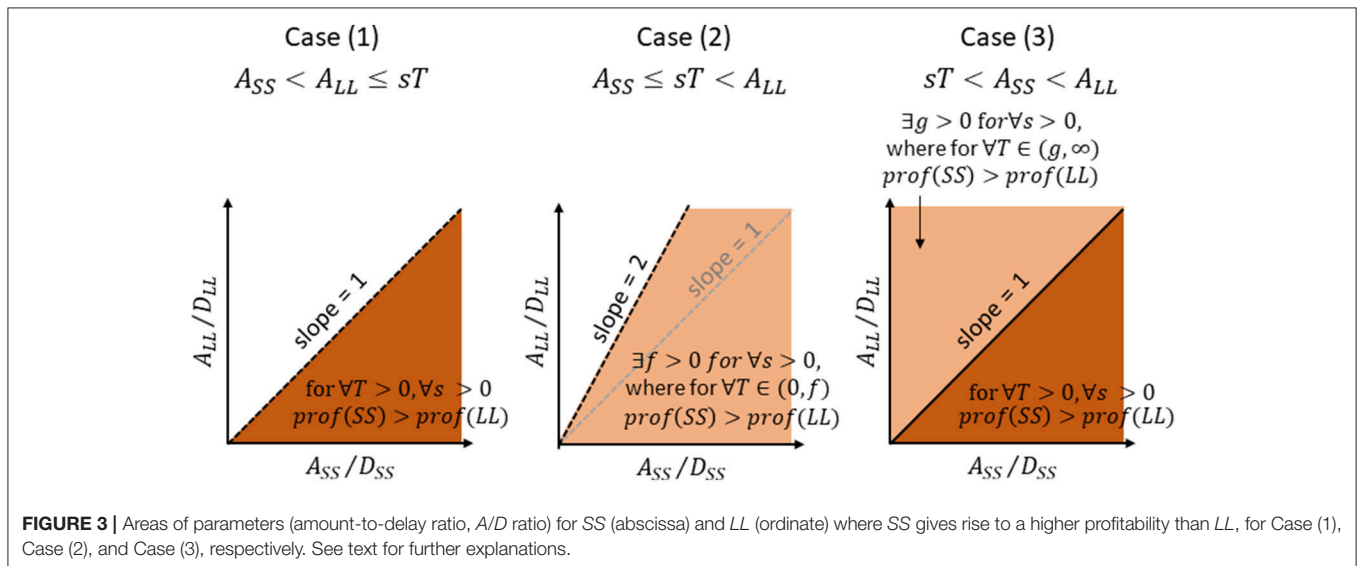 Case (1)
A_SS < A_LL ≤ sT
A_LL/D_LL
slope = 1
for ∀T > 0, ∀s > 0
prof(SS) > prof(LL)
A_SS/D_SS
Case (2)
A_SS ≤ sT < A_LL
A_LL/D_LL
slope = 2
slope = 1
∃f > 0 for ∀s > 0,
where for ∀T ∈ (0, f)
prof(SS) > prof(LL)
A_SS/D_SS
Case (3)
sT < A_SS < A_LL
∃g > 0 for∀s > 0,
where for ∀T ∈ (g, ∞)
prof(SS) > prof(LL)
A_LL/D_LL
slope = 1
for ∀T > 0, ∀s > 0
prof(SS) > prof(LL)
A_SS/D_SS
FIGURE 3 | Areas of parameters (amount-to-delay ratio, A/D ratio) for SS (abscissa) and LL (ordinate) where SS gives rise to a higher profitability than LL, for Case (1),
Case (2), and Case (3), respectively. See text for further explanations.